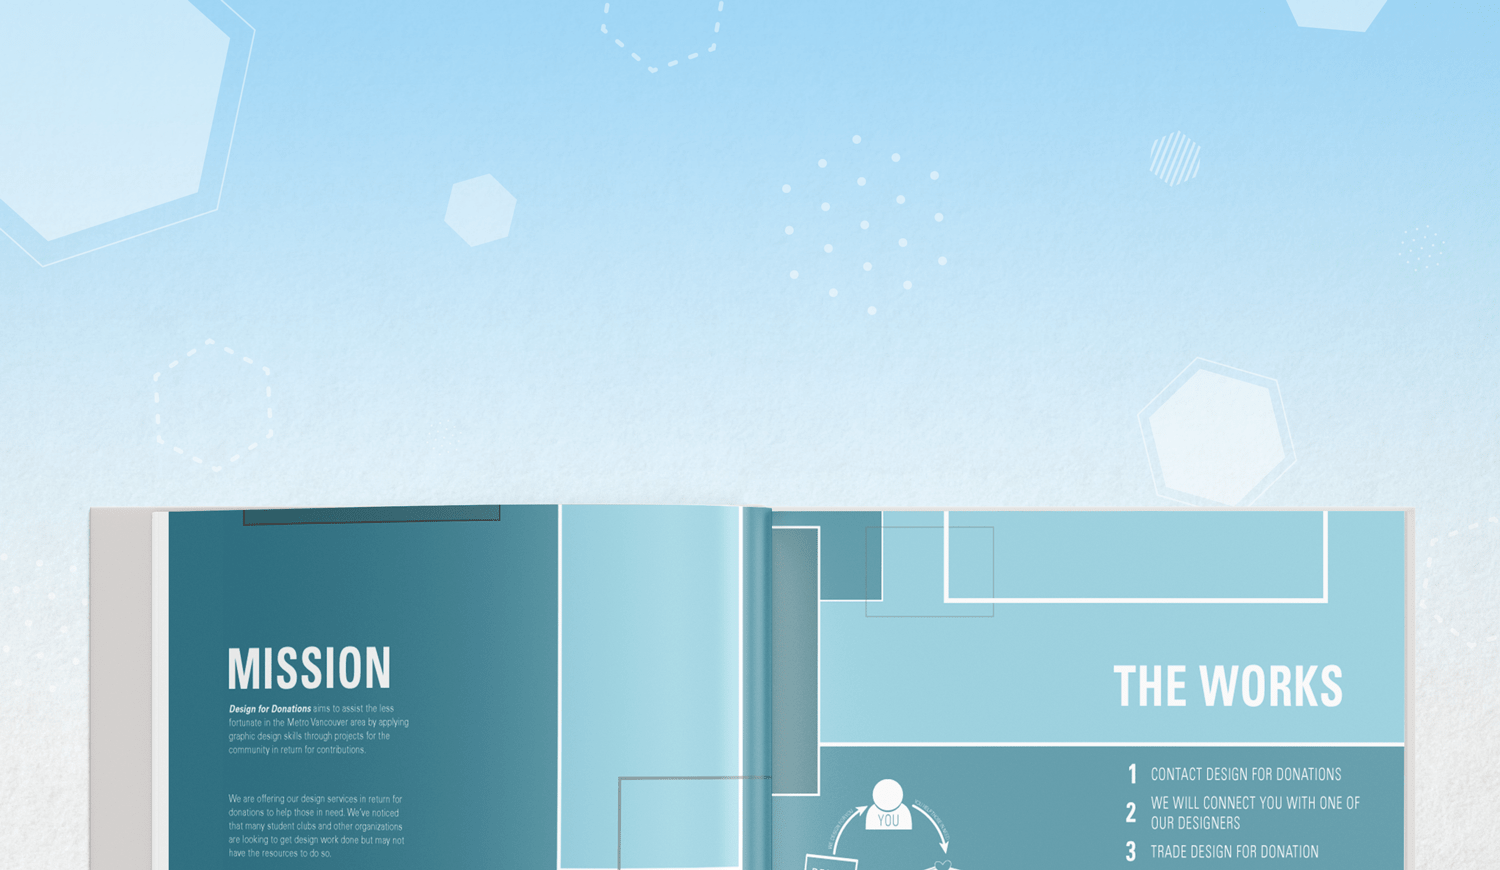 MISSION
Design for Donations aims to assist the less
fortunate in the Metro Vancouver area by applying
graphic design skills through projects for the
community in return for contributions.
We are offering our design services in return for
donations to help those in need. We've noticed
that many student clubs and other organizations
are looking to get design work done but may not
have the resources to do so.
THE WORKS
1 CONTACT DESIGN FOR DONATIONS
2 WE WILL CONNECT YOU WITH ONE OF
OUR DESIGNERS
3 TRADE DESIGN FOR DONATION
YOU